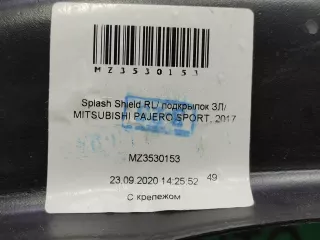 MZ3530153
Splash Shield RL/ подкрылок ЗЛ/
MITSUBISHI PAJERO SPORT, 2017
MZ3530153
23.09.2020 14:25:52 49
С крепежом